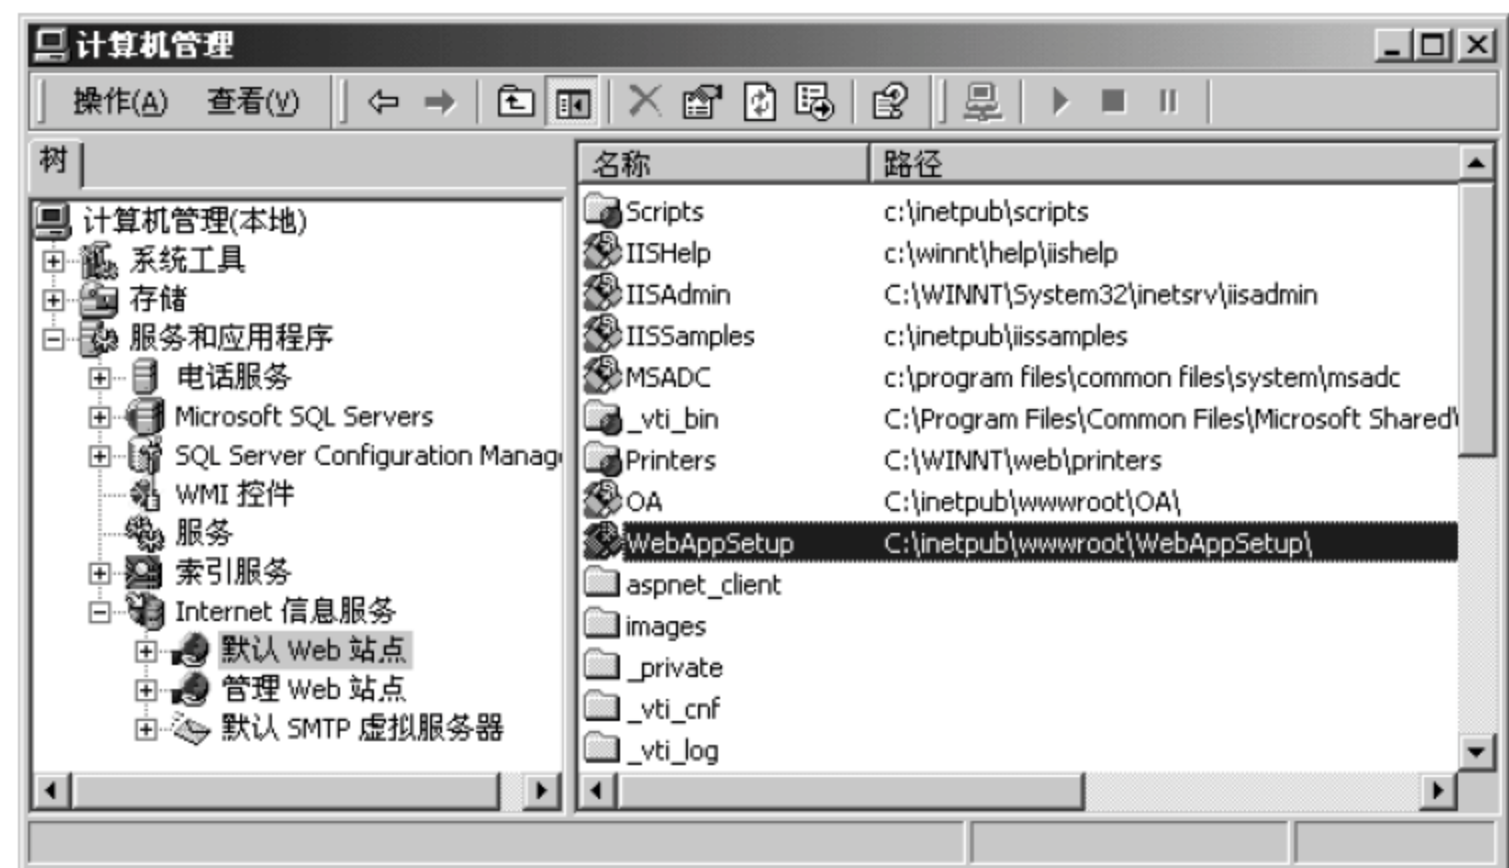 计算机管理
操作(A) 查看(V)
树
计算机管理(本地)
系统工具
存储
服务和应用程序
电话服务
Microsoft SQL Servers
SQL Server Configuration Manag
WMI 控件
服务
索引服务
Internet 信息服务
默认 Web 站点
管理 Web 站点
默认 SMTP 虚拟服务器
名称 路径
Scripts c:\inetpub\scripts
IISHelp c:\winnt\help\iishelp
IISAdmin C:\WINNT\System32\inetsrv\iisadmin
IISSamples c:\inetpub\iissamples
MSADC c:\program files\common files\system\msadc
_vti_bin C:\Program Files\Common Files\Microsoft Shared\
Printers C:\WINNT\web\printers
OA C:\inetpub\wwwroot\OA\
WebAppSetup C:\inetpub\wwwroot\WebAppSetup\
aspnet_client
images
_private
_vti_cnf
_vti_log